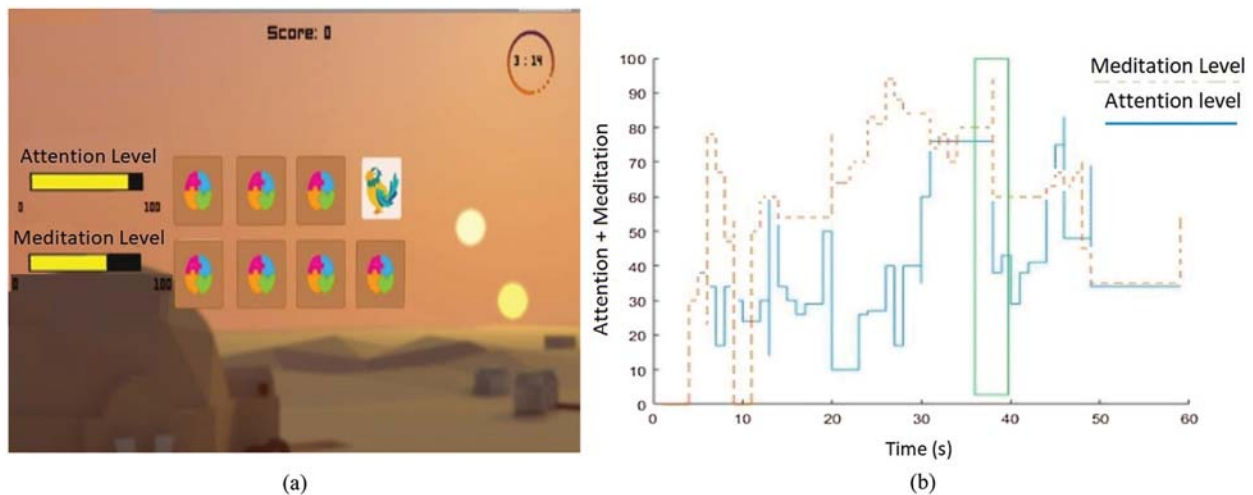 Score: 0
3 : 14
Attention Level
0 100
Meditation Level
0 100
(a)
Meditation Level
Attention level
100
90
80
70
60
50
40
30
20
10
0
Attention + Meditation
0 10 20 30 40 50 60
Time (s)
(b)